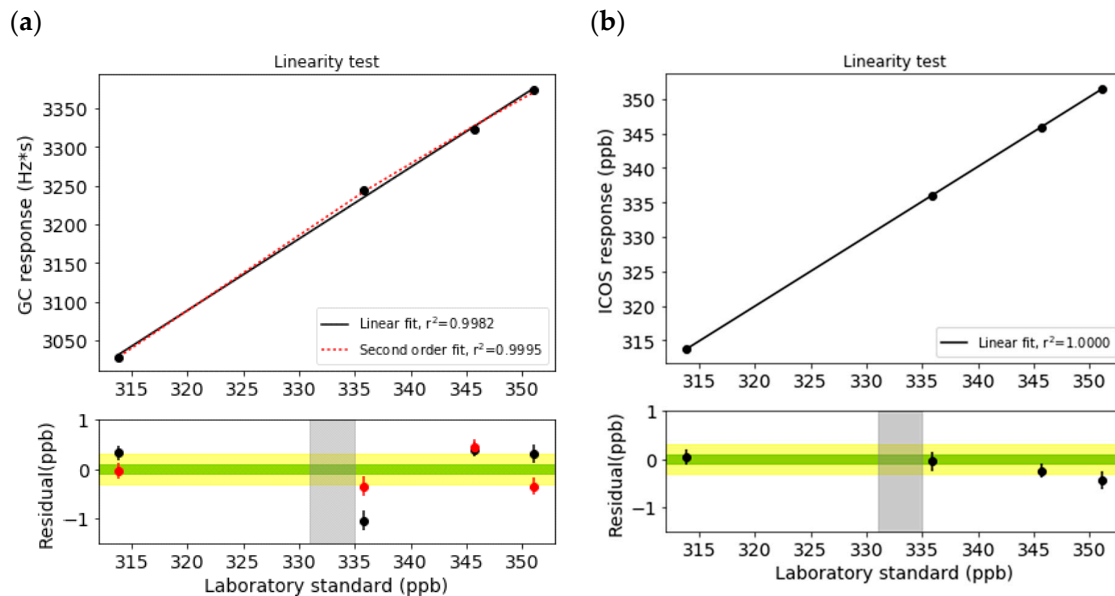 (a)
Linearity test
GC response (Hz*s)
3350
3300
3250
3200
3150
3100
3050
Linear fit, r²=0.9982
Second order fit, r²=0.9995
315 320 325 330 335 340 345 350
Residual(ppb)
1
0
−1
315 320 325 330 335 340 345 350
Laboratory standard (ppb)
(b)
Linearity test
ICOS response (ppb)
350
345
340
335
330
325
320
315
Linear fit, r²=1.0000
315 320 325 330 335 340 345 350
Residual(ppb)
1
0
−1
315 320 325 330 335 340 345 350
Laboratory standard (ppb)